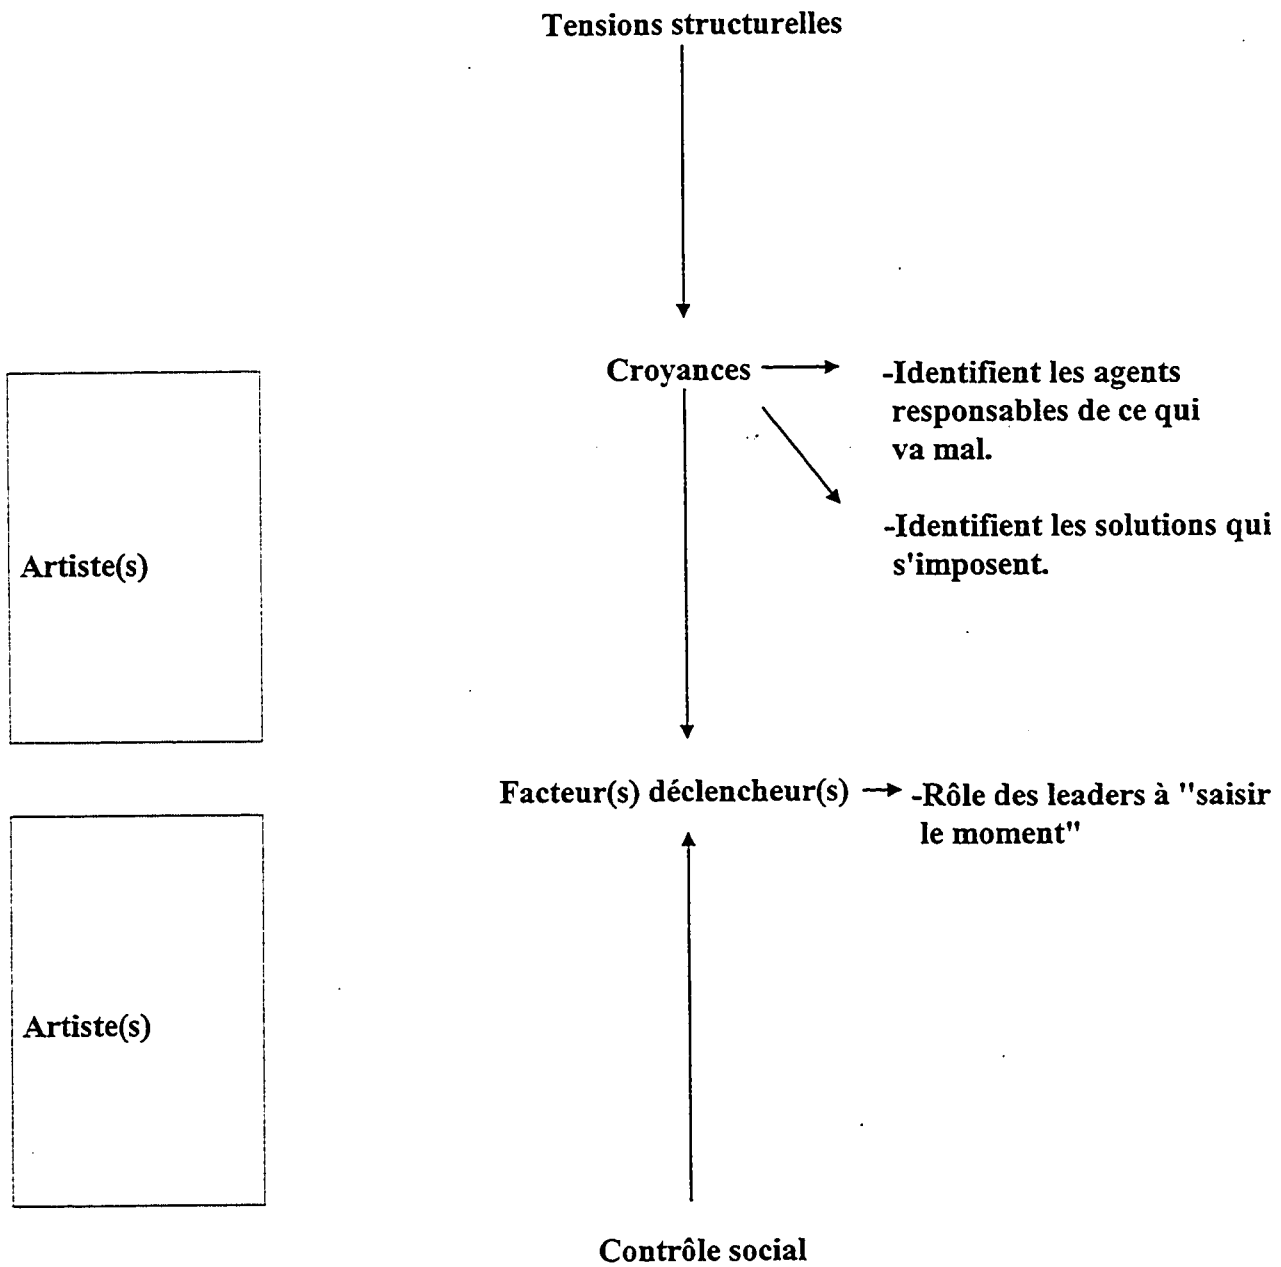 Tensions structurelles
Croyances
-Identifient les agents
responsables de ce qui
va mal.
-Identifient les solutions qui
s'imposent.
Artiste(s)
Facteur(s) déclencheur(s)
-Rôle des leaders à "saisir
le moment"
Artiste(s)
Contrôle social